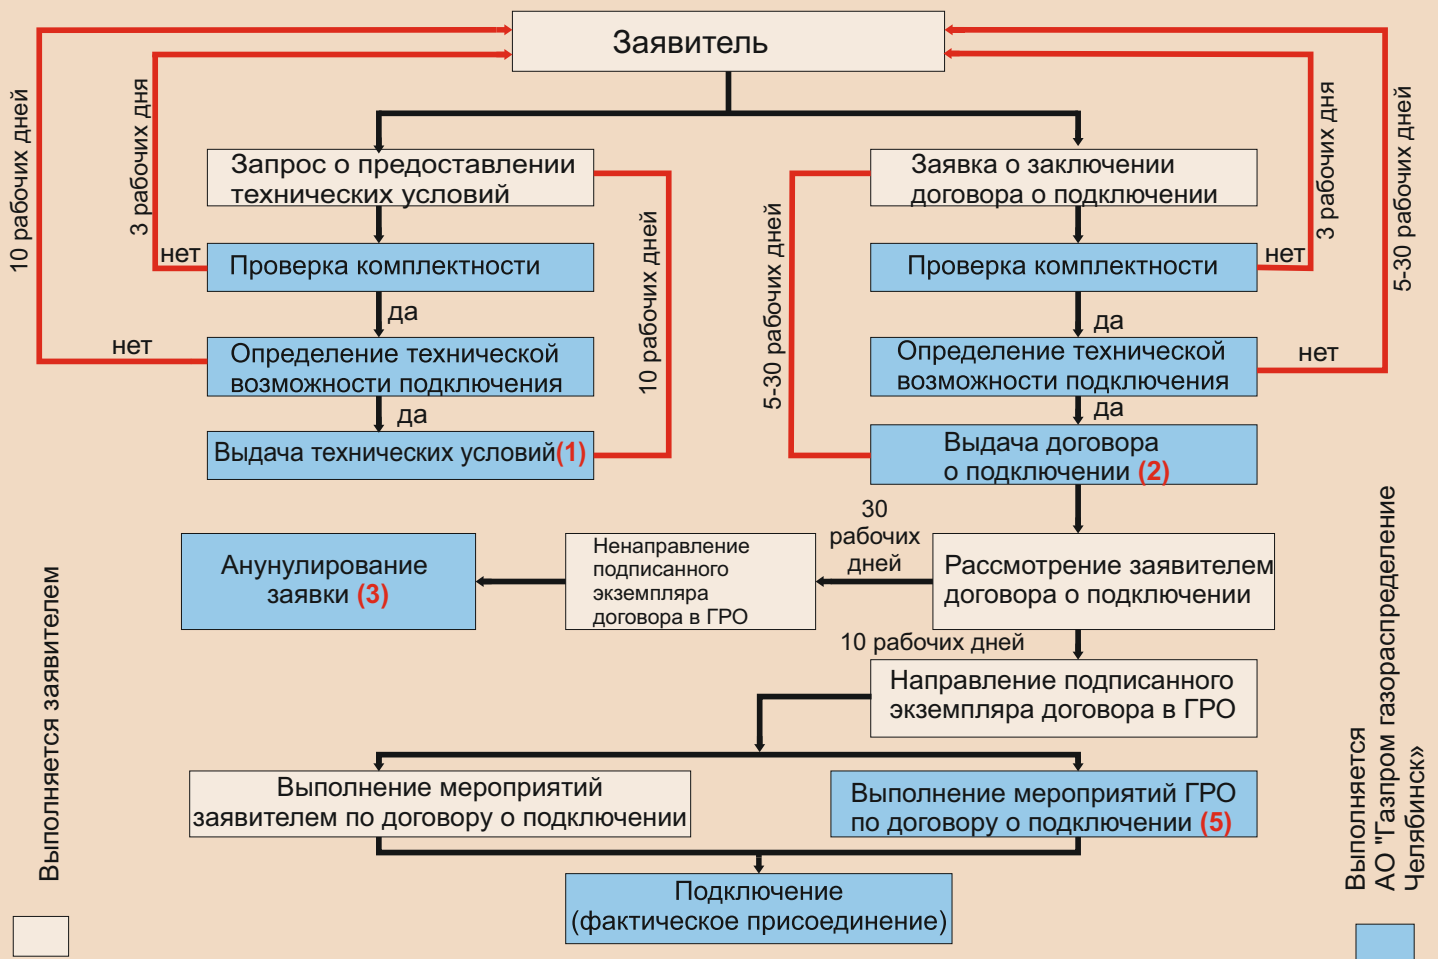 Заявитель
10 рабочих дней
3 рабочих дня
Запрос о предоставлении
технических условий
нет
Проверка комплектности
да
нет
Определение технической
возможности подключения
да
Выдача технических условий(1)
10 рабочих дней
5-30 рабочих дней
Заявка о заключении
договора о подключении
3 рабочих дня
5-30 рабочих дней
Проверка комплектности
нет
да
Определение технической
возможности подключения
нет
да
Выдача договора
о подключении (2)
30
рабочих
дней
Рассмотрение заявителем
договора о подключении
Ненаправление
подписанного
экземпляра
договора в ГРО
Анунулирование
заявки (3)
10 рабочих дней
Направление подписанного
экземпляра договора в ГРО
Выполнение мероприятий
заявителем по договору о подключении
Выполнение мероприятий ГРО
по договору о подключении (5)
Подключение
(фактическое присоединение)
Выполняется заявителем
Выполняется
АО "Газпром газораспределение
Челябинск»